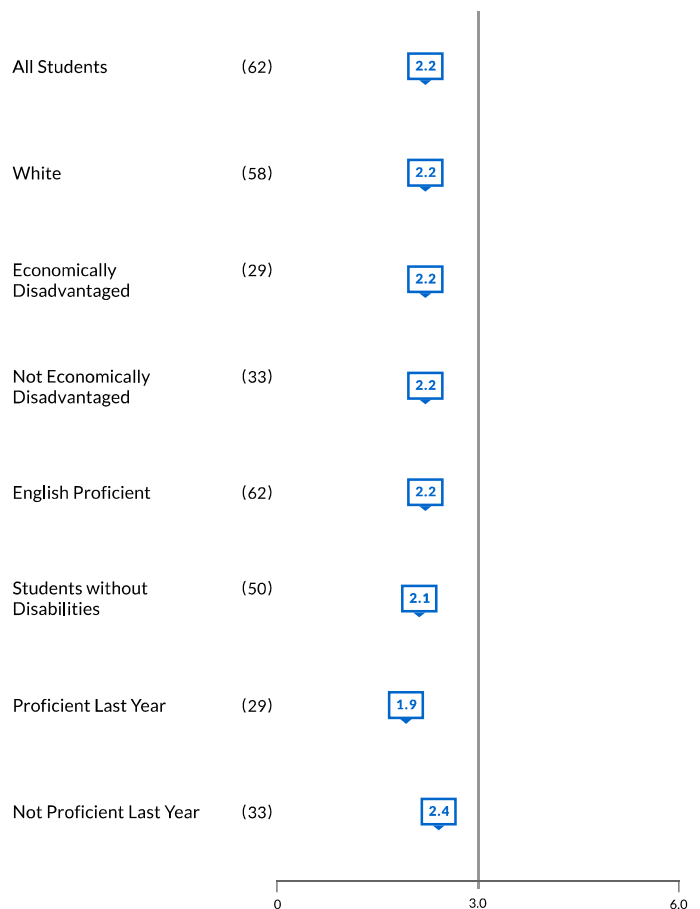 All Students (62) 2.2
White (58) 2.2
Economically
Disadvantaged (29) 2.2
Not Economically
Disadvantaged (33) 2.2
English Proficient (62) 2.2
Students without
Disabilities (50) 2.1
Proficient Last Year (29) 1.9
Not Proficient Last Year (33) 2.4
0 3.0 6.0